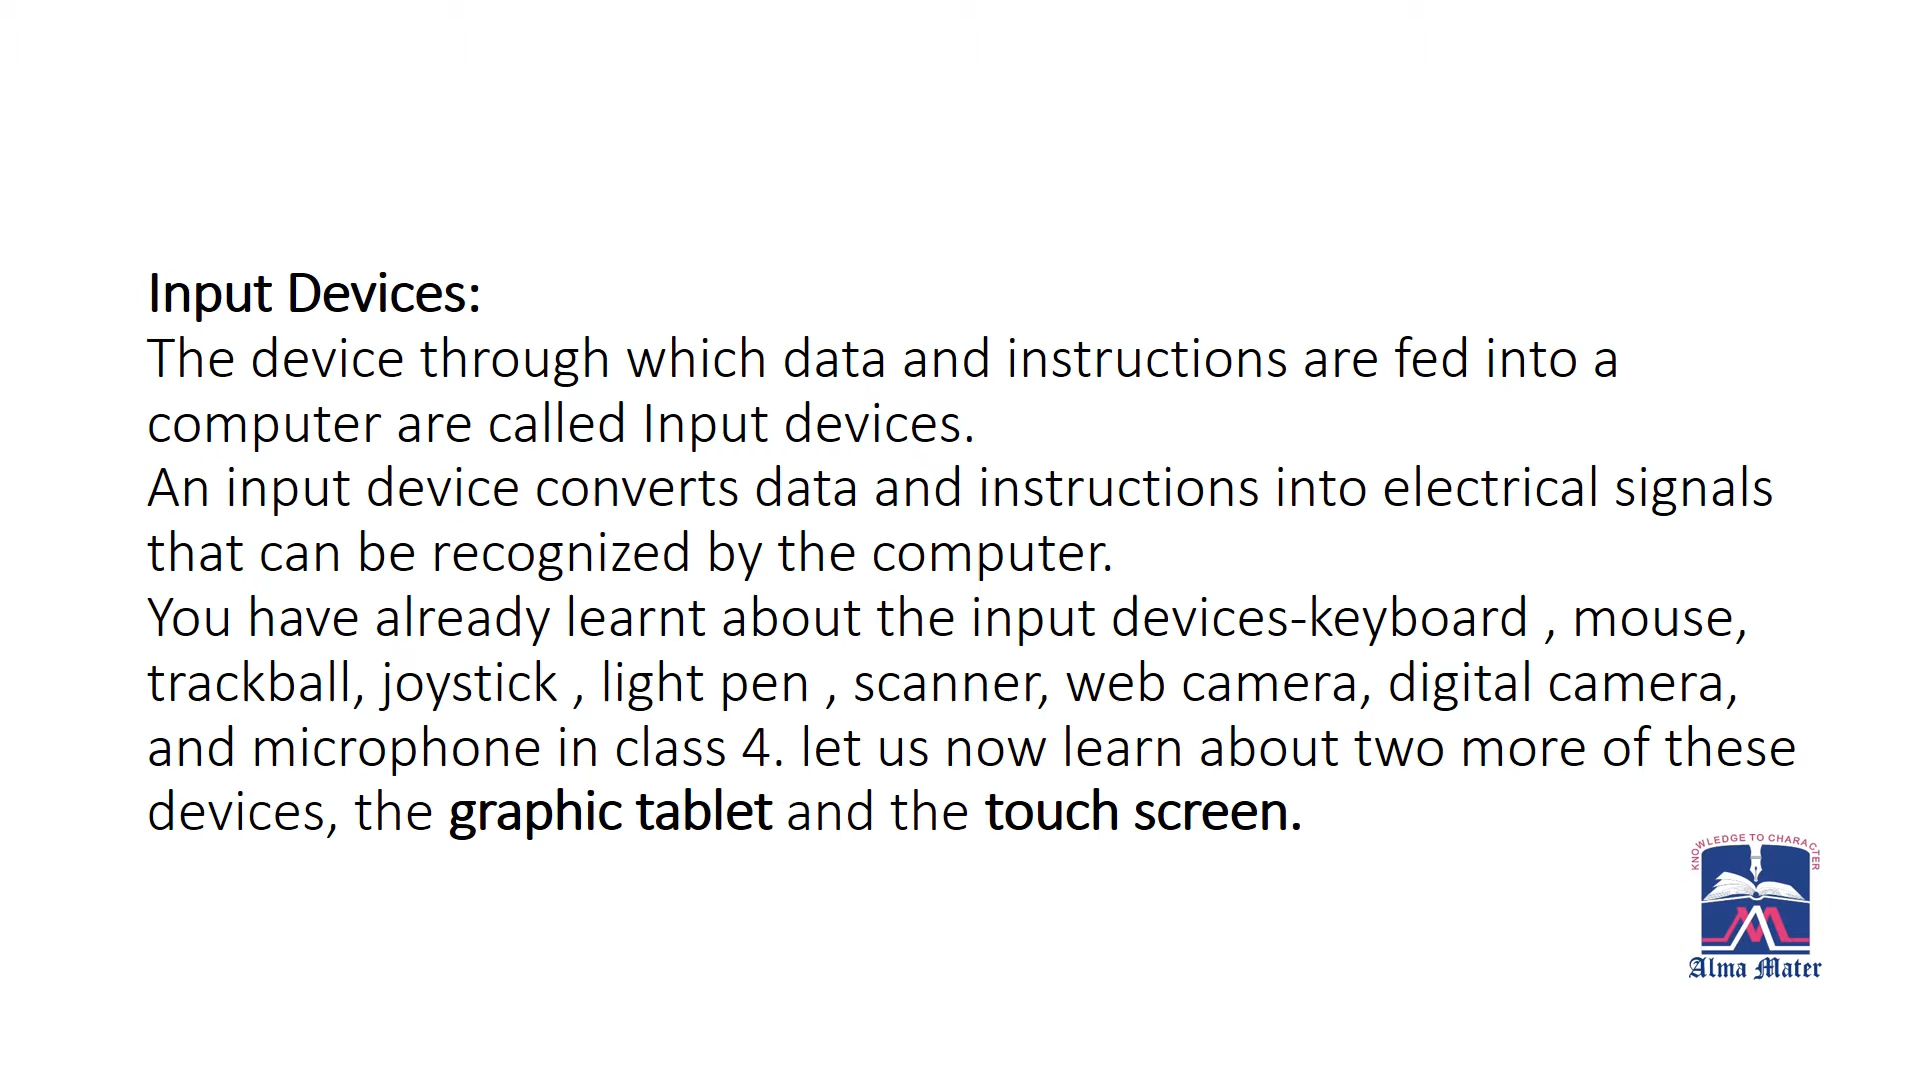 Input Devices:
The device through which data and instructions are fed into a
computer are called Input devices.
An input device converts data and instructions into electrical signals
that can be recognized by the computer.
You have already learnt about the input devices-keyboard , mouse,
trackball, joystick , light pen , scanner, web camera, digital camera,
and microphone in class 4. let us now learn about two more of these
devices, the graphic tablet and the touch screen.
KNOWLEDGE TO CHARACTER
Alma Mater